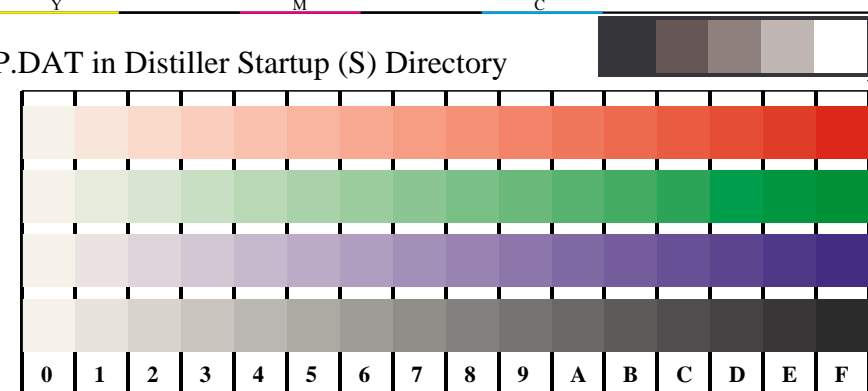 Y M C
P.DAT in Distiller Startup (S) Directory
0 1 2 3 4 5 6 7 8 9 A B C D E F